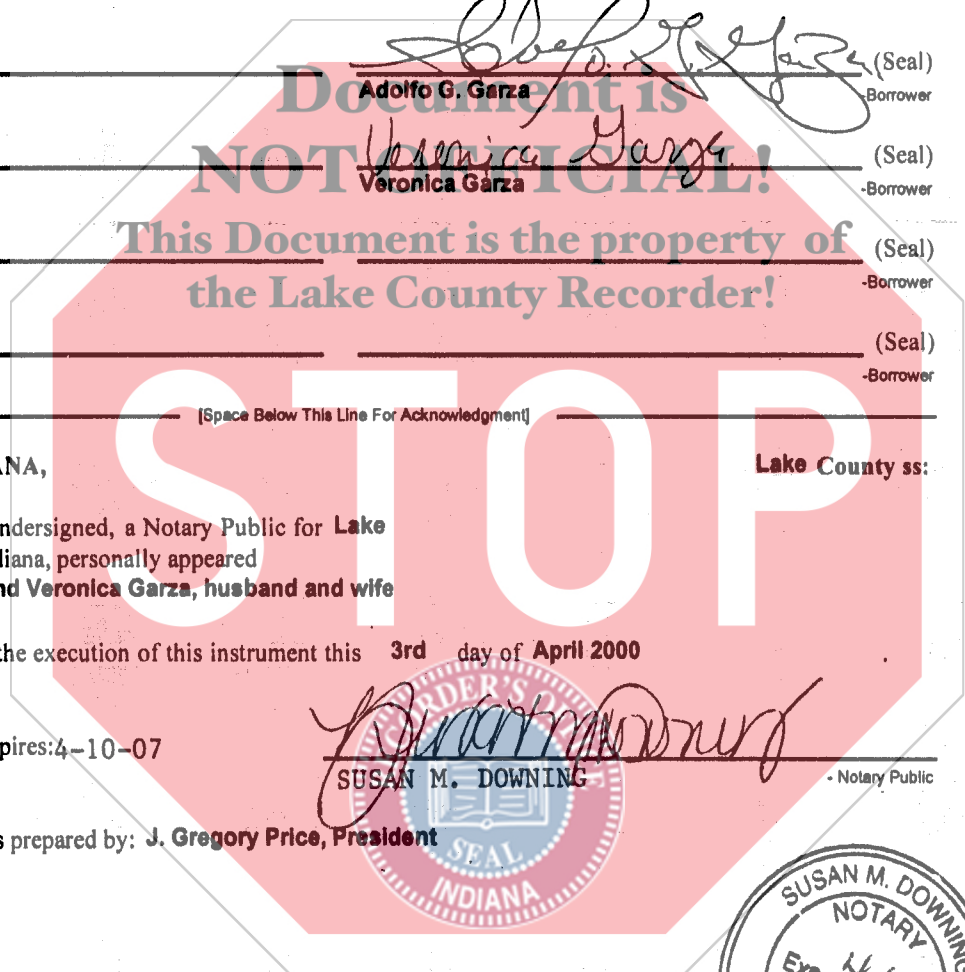 Adolfo G. Garza (Seal)
-Borrower
Veronica Garza (Seal)
Veronica Garza -Borrower
(Seal)
-Borrower
(Seal)
-Borrower
[Space Below This Line For Acknowledgment]
ANA, Lake County ss:
ndersigned, a Notary Public for Lake
diana, personally appeared
nd Veronica Garza, husband and wife
the execution of this instrument this 3rd day of April 2000
pires:4-10-07
SUSAN M. DOWNING - Notary Public
s prepared by: J. Gregory Price, President
Document is
NOT OFFICIAL!
This Document is the property of
the Lake County Recorder!
STOP
RECORDER'S OFFICE
SEAL
INDIANA
SUSAN M. DOWNING
NOTARY